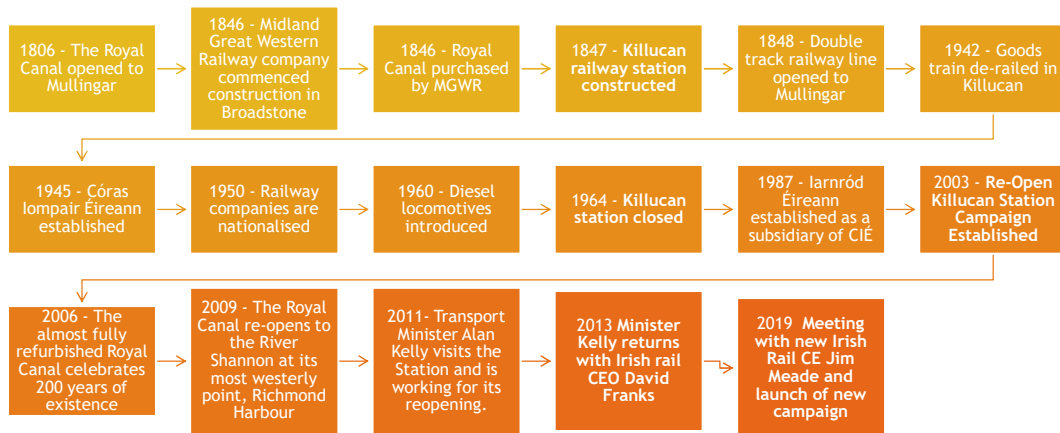 1806 - The Royal
Canal opened to
Mullingar
1846 - Midland
Great Western
Railway company
commenced
construction in
Broadstone
1846 - Royal
Canal purchased
by MGWR
1847 - Killucan
railway station
constructed
1848 - Double
track railway line
opened to
Mullingar
1942 - Goods
train de-railed in
Killucan
1945 - Córas
Iompair Éireann
established
1950 - Railway
companies are
nationalised
1960 - Diesel
locomotives
introduced
1964 - Killucan
station closed
1987 - Iarnród
Éireann
established as a
subsidiary of CIÉ
2003 - Re-Open
Killucan Station
Campaign
Established
2006 - The
almost fully
refurbished Royal
Canal celebrates
200 years of
existence
2009 - The Royal
Canal re-opens to
the River
Shannon at its
most westerly
point, Richmond
Harbour
2011- Transport
Minister Alan
Kelly visits the
Station and is
working for its
reopening.
2013 Minister
Kelly returns
with Irish rail
CEO David
Franks
2019 Meeting
with new Irish
Rail CE Jim
Meade and
launch of new
campaign